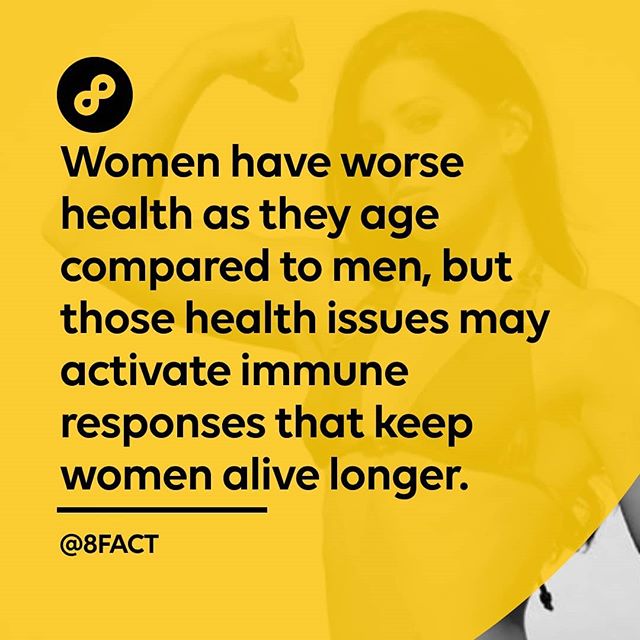 Women have worse
health as they age
compared to men, but
those health issues may
activate immune
responses that keep
women alive longer.
@8FACT